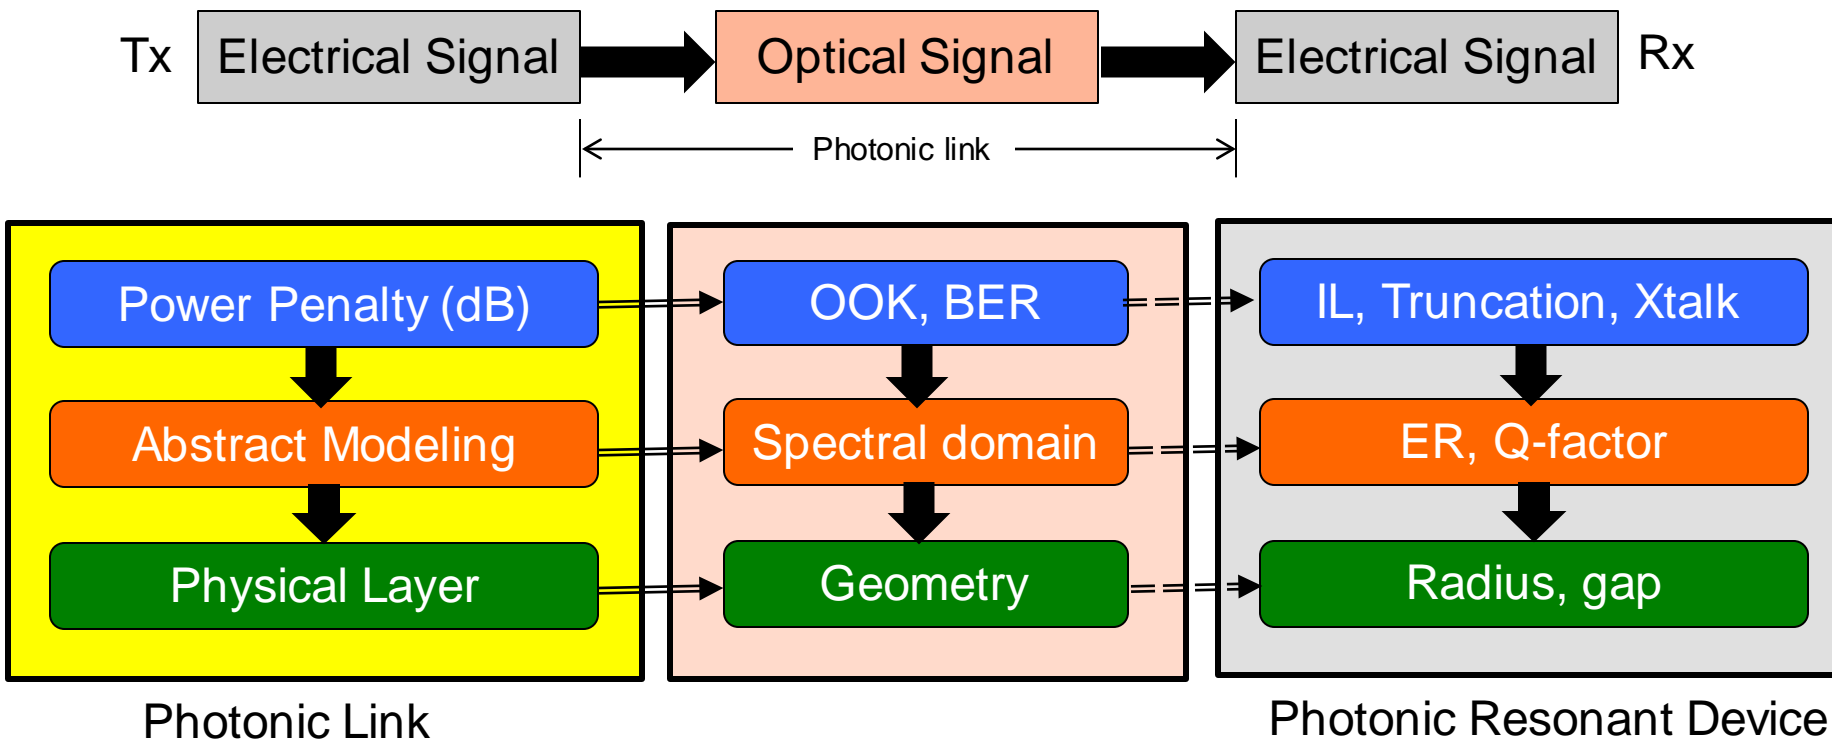 Tx
Electrical Signal
Optical Signal
Electrical Signal
Rx
Photonic link
Power Penalty (dB)
OOK, BER
IL, Truncation, Xtalk
Abstract Modeling
Spectral domain
ER, Q-factor
Physical Layer
Geometry
Radius, gap
Photonic Link
Photonic Resonant Device